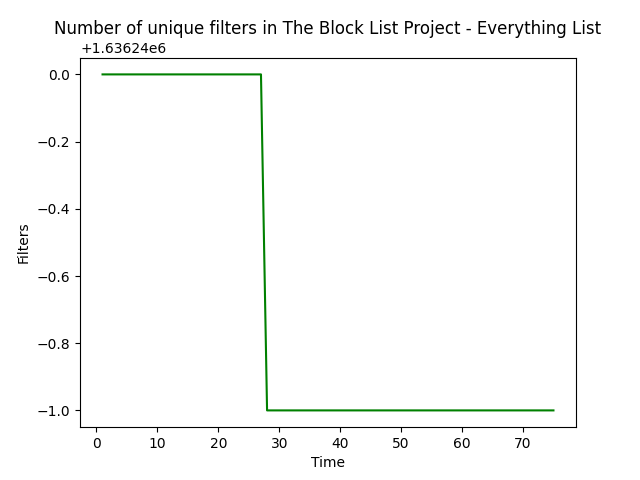 Number of unique filters in The Block List Project - Everything List
+1.63624e6
0.0
−0.2
−0.4
−0.6
−0.8
−1.0
Filters
0 10 20 30 40 50 60 70
Time